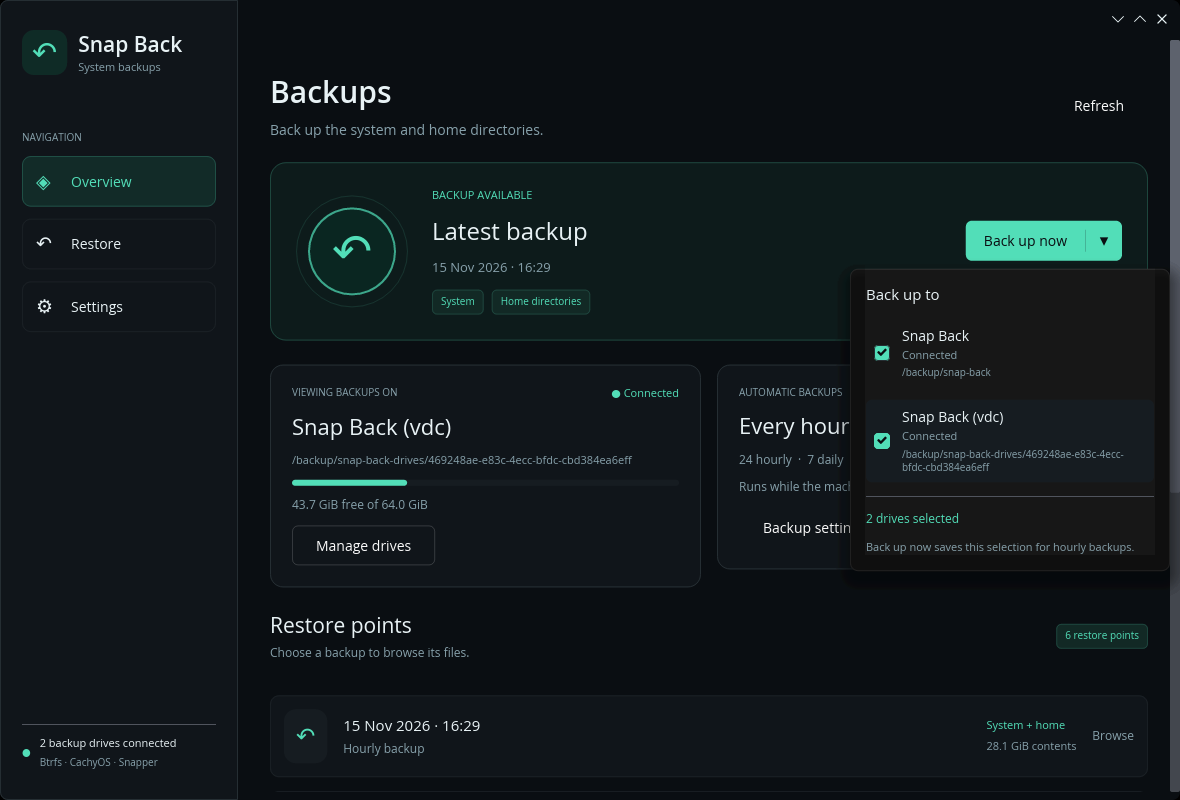 Snap Back
System backups
NAVIGATION
Overview
Restore
Settings
2 backup drives connected
Btrfs · CachyOS · Snapper
Backups
Back up the system and home directories.
Refresh
BACKUP AVAILABLE
Latest backup
15 Nov 2026 · 16:29
System
Home directories
Back up now
Back up to
Snap Back
Connected
/backup/snap-back
Snap Back (vdc)
Connected
/backup/snap-back-drives/469248ae-e83c-4ecc-
bfdc-cbd384ea6eff
2 drives selected
Back up now saves this selection for hourly backups.
VIEWING BACKUPS ON
Connected
Snap Back (vdc)
/backup/snap-back-drives/469248ae-e83c-4ecc-bfdc-cbd384ea6eff
43.7 GiB free of 64.0 GiB
Manage drives
AUTOMATIC BACKUPS
Every hour
24 hourly · 7 daily
Runs while the mac
Backup settin
Restore points
Choose a backup to browse its files.
6 restore points
15 Nov 2026 · 16:29
Hourly backup
System + home
28.1 GiB contents
Browse